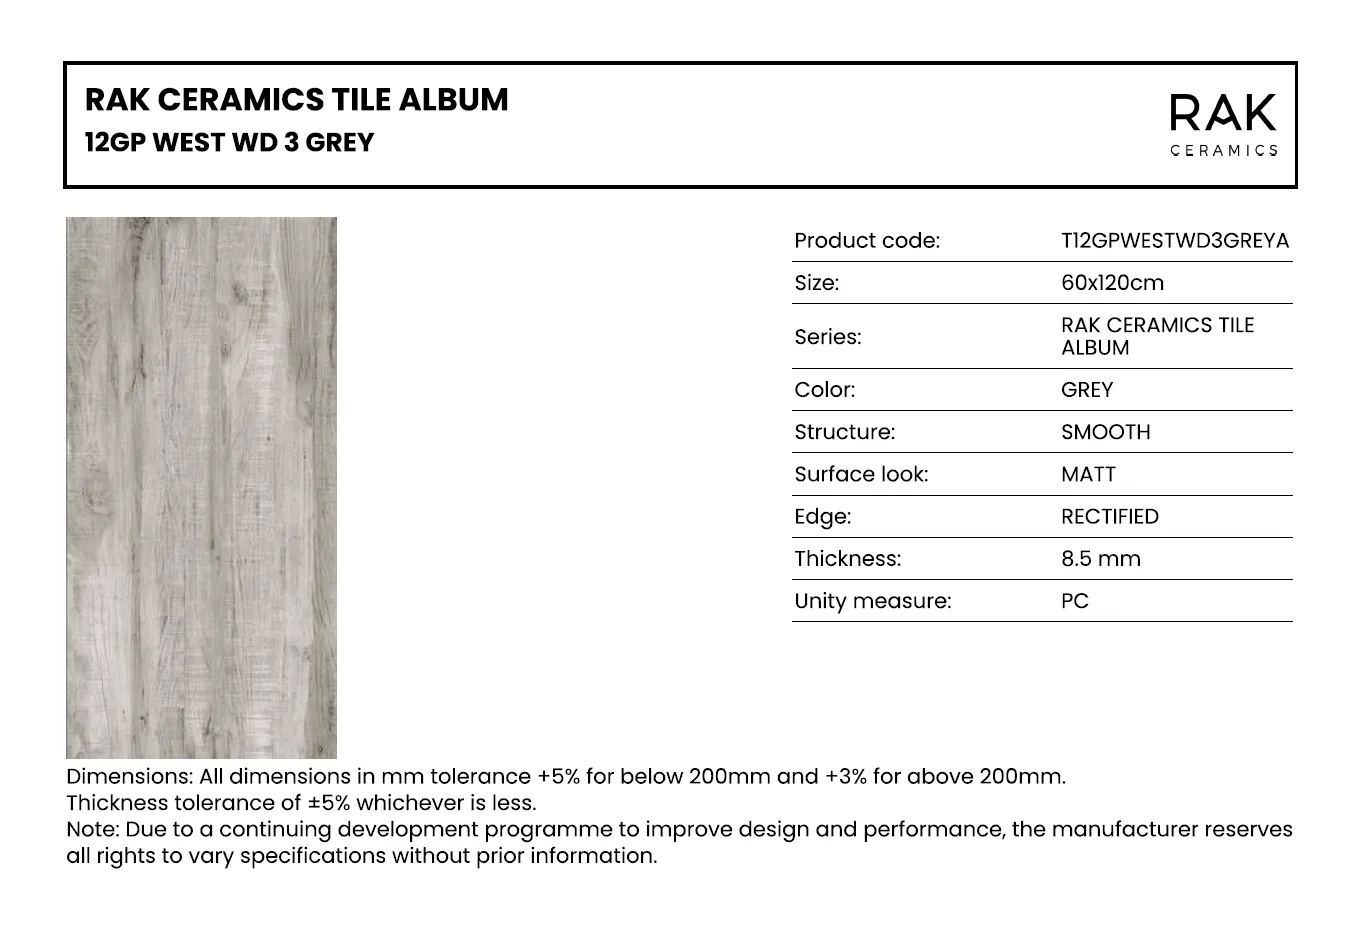 RAK CERAMICS TILE ALBUM
12GP WEST WD 3 GREY
RAK
CERAMICS
Product code: T12GPWESTWD3GREYA
Size: 60x120cm
Series: RAK CERAMICS TILE
ALBUM
Color: GREY
Structure: SMOOTH
Surface look: MATT
Edge: RECTIFIED
Thickness: 8.5 mm
Unity measure: PC
Dimensions: All dimensions in mm tolerance +5% for below 200mm and +3% for above 200mm.
Thickness tolerance of ±5% whichever is less.
Note: Due to a continuing development programme to improve design and performance, the manufacturer reserves
all rights to vary specifications without prior information.